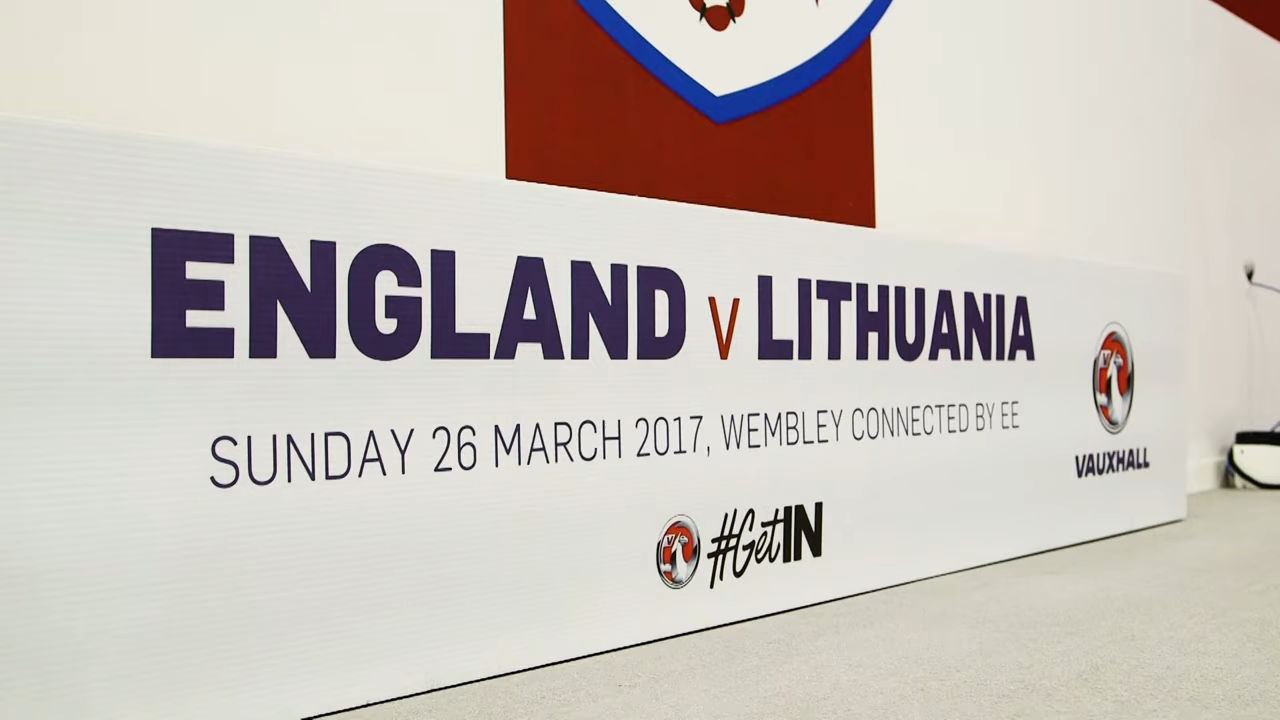 ENGLAND v LITHUANIA
SUNDAY 26 MARCH 2017, WEMBLEY CONNECTED BY EE
VAUXHALL
#GetIN